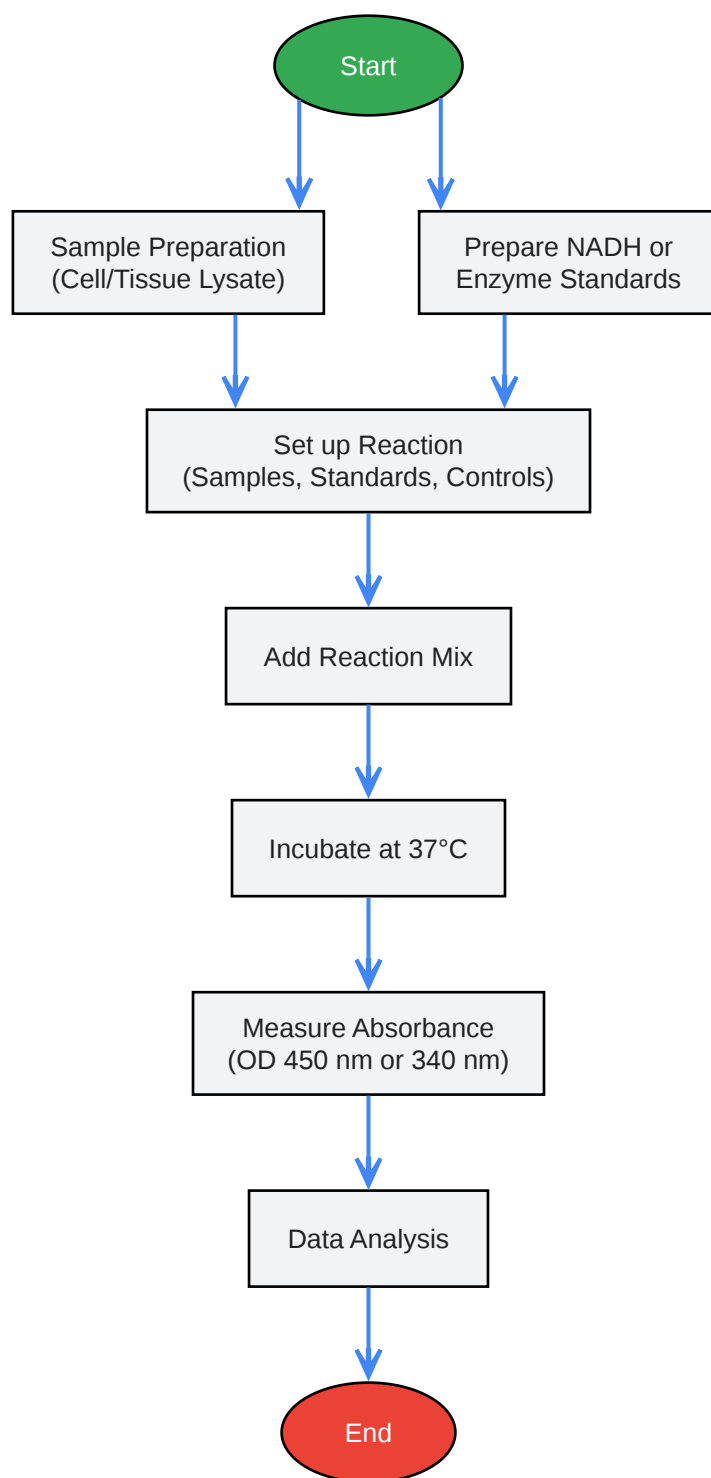 Start
Sample Preparation
(Cell/Tissue Lysate)
Prepare NADH or
Enzyme Standards
Set up Reaction
(Samples, Standards, Controls)
Add Reaction Mix
Incubate at 37°C
Measure Absorbance
(OD 450 nm or 340 nm)
Data Analysis
End